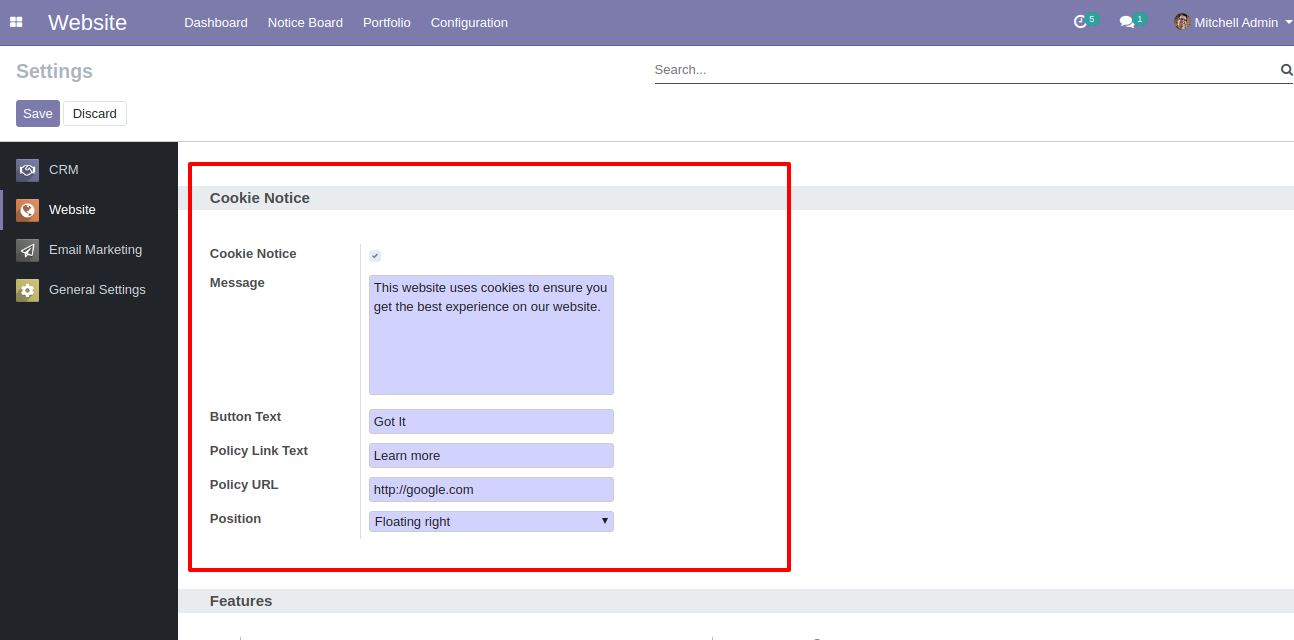 Website Dashboard Notice Board Portfolio Configuration 5 1 Mitchell Admin
Settings Search...
Save Discard
CRM
Website
Email Marketing
General Settings
Cookie Notice
Cookie Notice
Message This website uses cookies to ensure you
get the best experience on our website.
Button Text Got It
Policy Link Text Learn more
Policy URL http://google.com
Position Floating right
Features